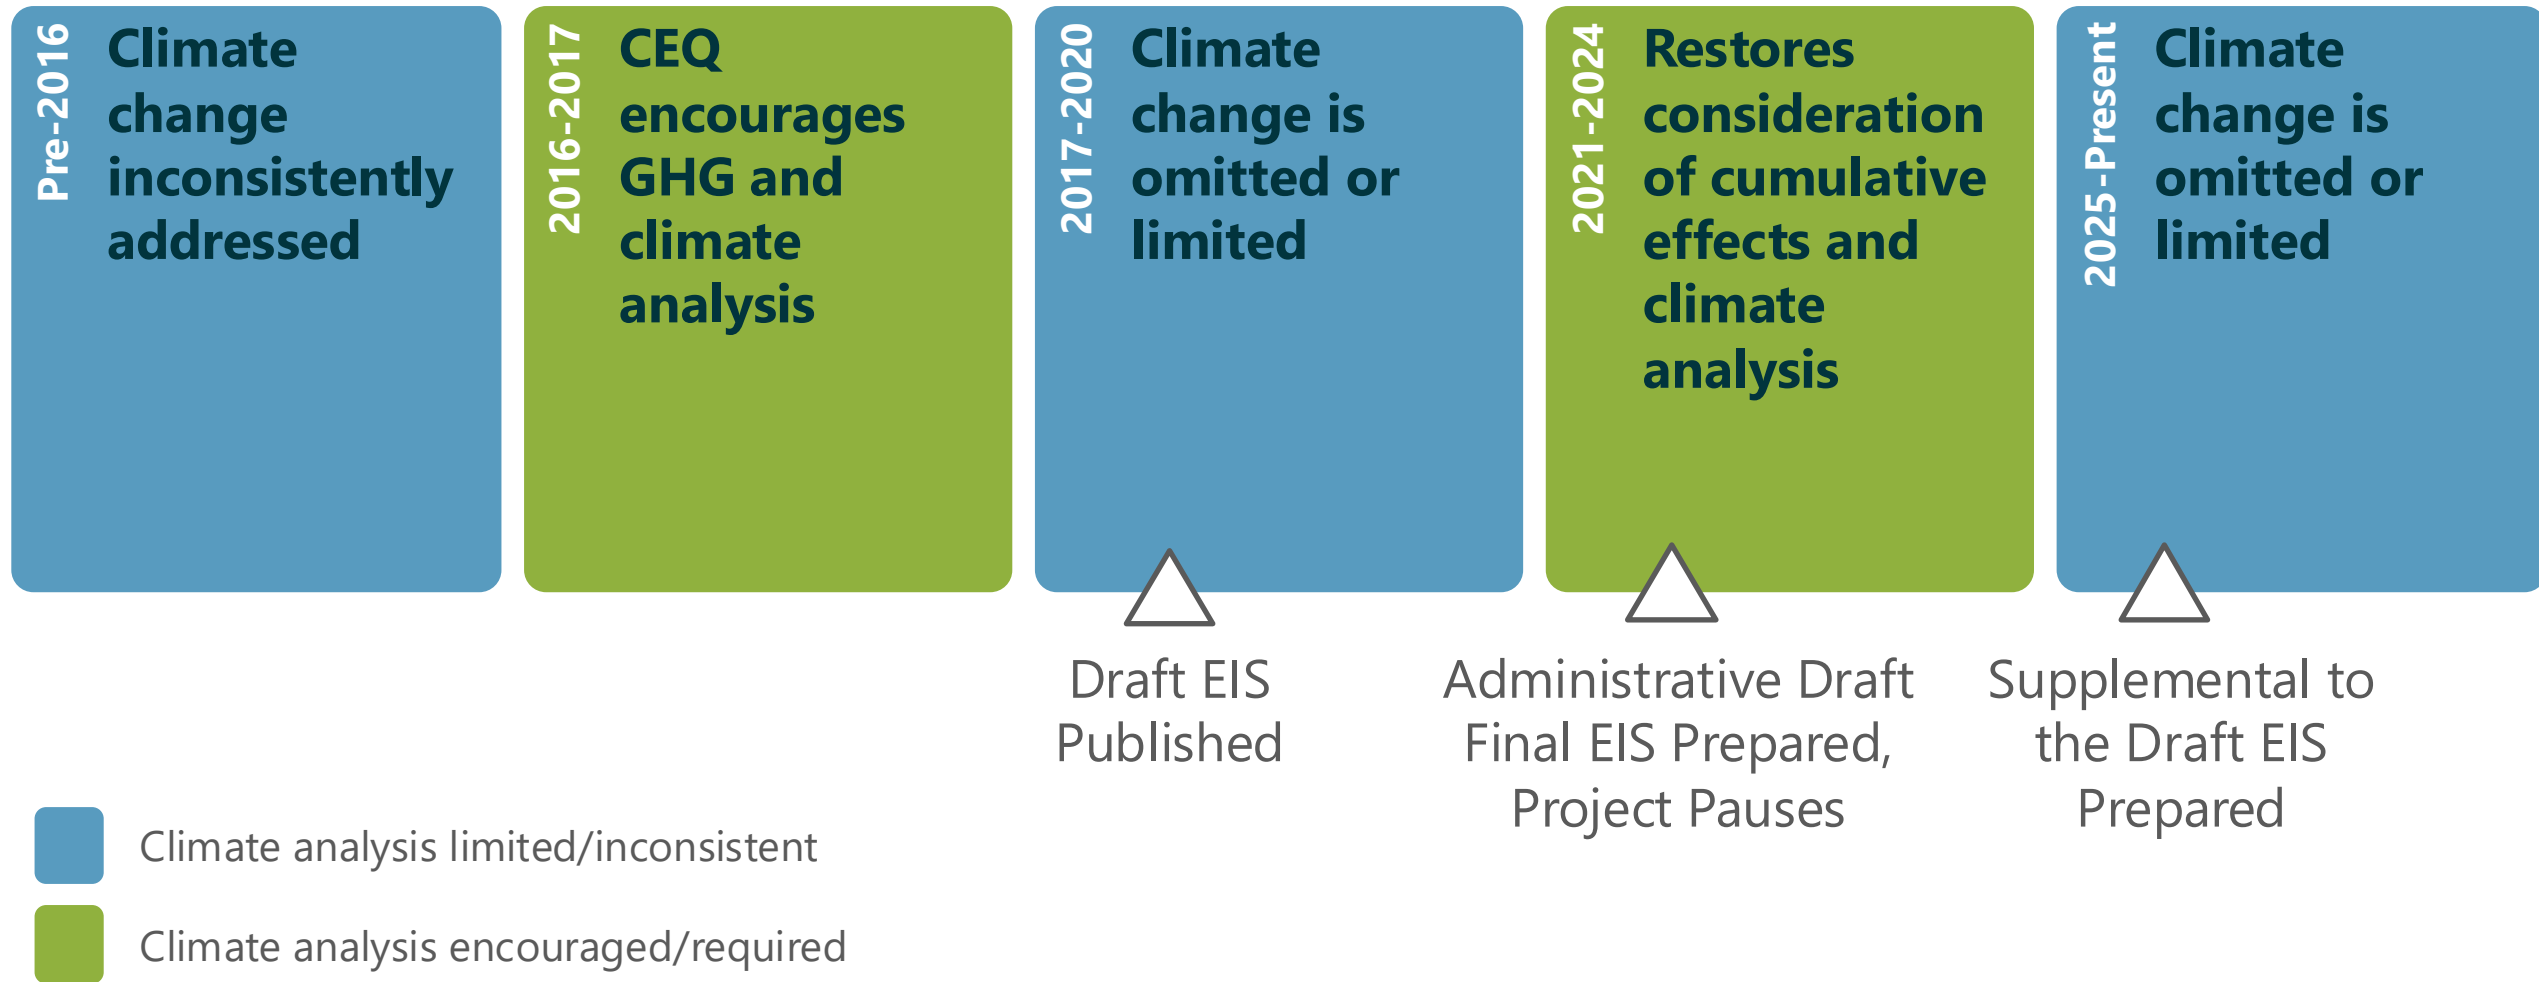 Pre-2016
Climate
change
inconsistently
addressed
2016-2017
CEQ
encourages
GHG and
climate
analysis
2017-2020
Climate
change is
omitted or
limited
2021-2024
Restores
consideration
of cumulative
effects and
climate
analysis
2025-Present
Climate
change is
omitted or
limited
Draft EIS
Published
Administrative Draft
Final EIS Prepared,
Project Pauses
Supplemental to
the Draft EIS
Prepared
Climate analysis limited/inconsistent
Climate analysis encouraged/required